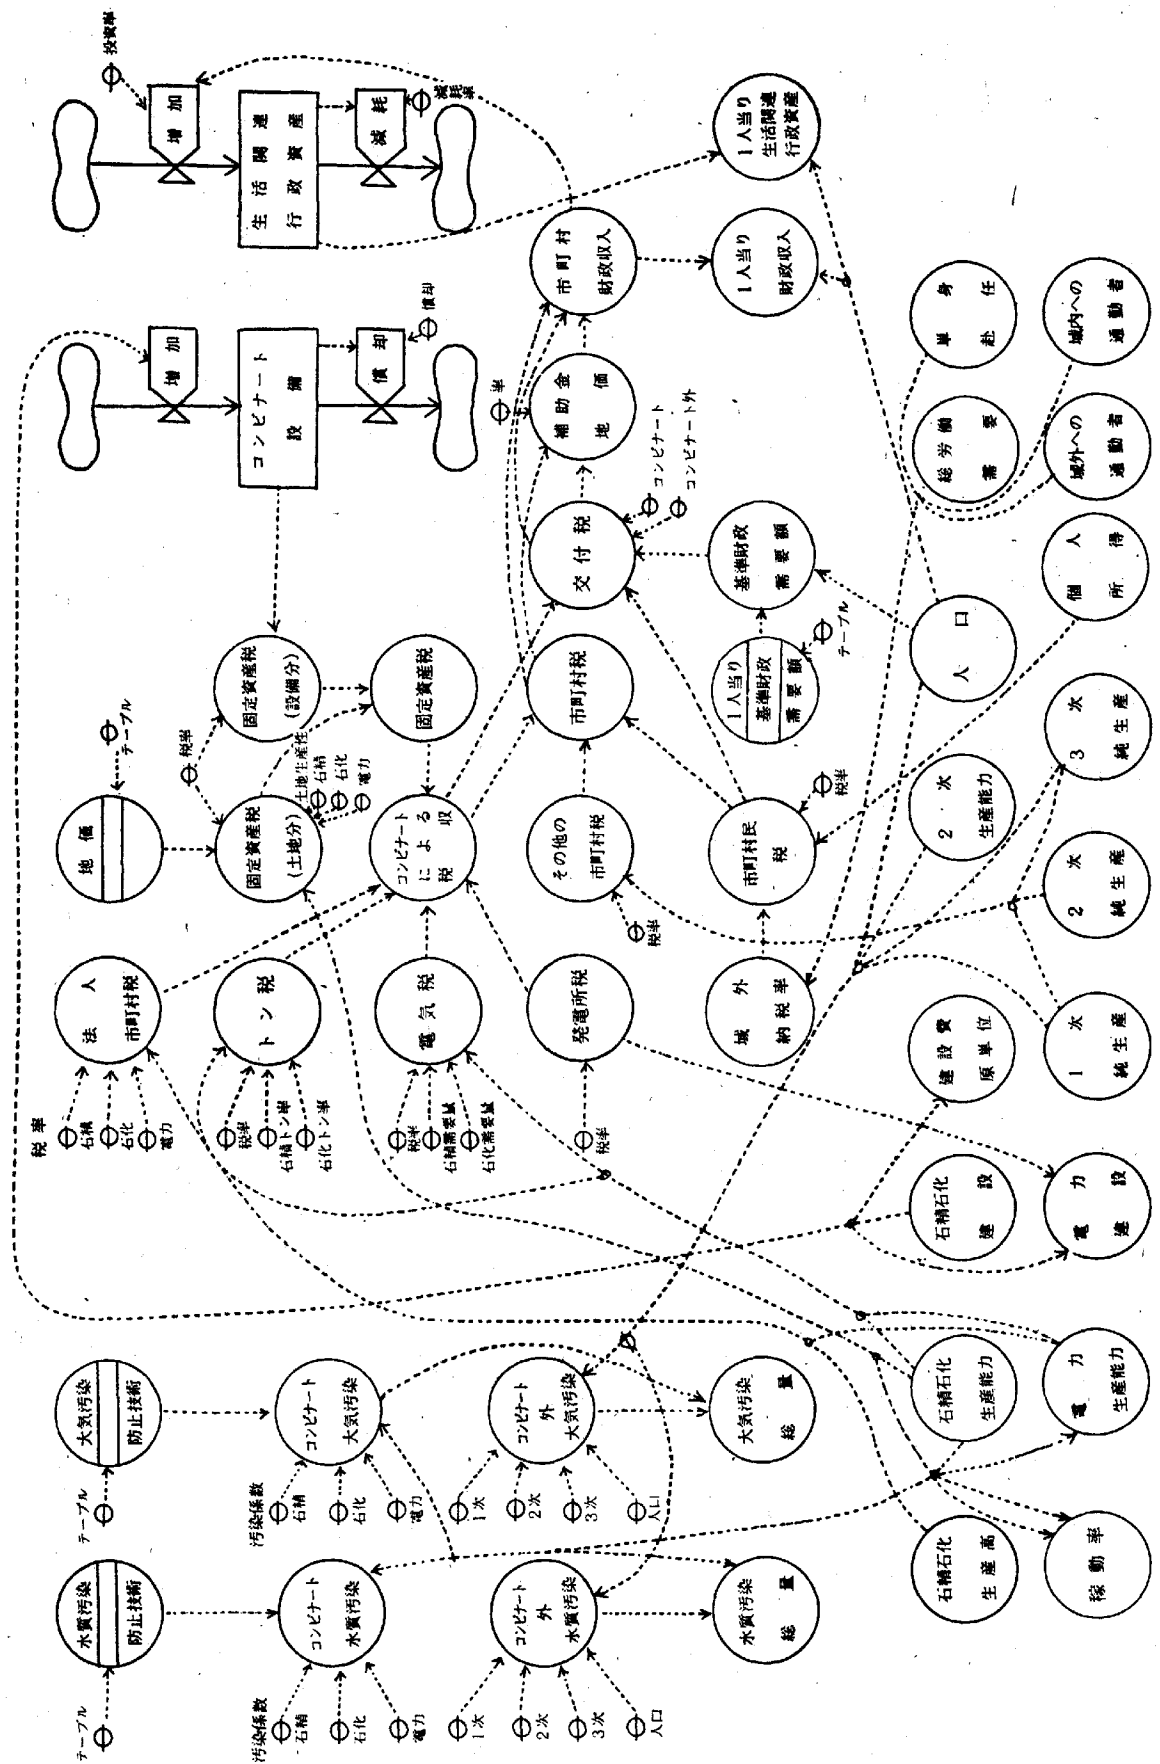 テーブル
水質汚染
防止技術
テーブル
大気汚染
防止技術
税率
石精
石化
電力
法人
市町村税
テーブル
地価
増加
投資率
増加
汚染係数
石精
石化
電力
コンビナート
水質汚染
汚染係数
石精
石化
電力
コンビナート
大気汚染
税率
石精トン率
石化トン率
トン税
税率
固定資産税
(土地分)
土地生産性
石精
石化
電力
固定資産税
(設備分)
コンビナート
設備
償却
償却
生活関連
行政資産
減耗
減耗率
税率
石精需要量
石化需要量
電気税
コンビナート
による
税収
固定資産税
1次
2次
3次
人口
コンビナート
外
水質汚染
1次
2次
3次
人口
コンビナート
外
大気汚染
税率
発電所税
税率
その他の
市町村税
市町村税
交付税
コンビナート
コンビナート外
率
補助金
地価
市町村
財政収入
水質汚染
総量
大気汚染
総量
域外
納税率
税率
市町村民
税
テーブル
1人当り
基準財政
需要額
基準財政
需要額
1人当り
財政収入
1人当り
生活関連
行政資産
石精石化
生産高
石精石化
生産能力
石精石化
建設
建設費
原単位
2次
生産能力
人口
総労働
需要
単身
赴任
稼動率
電力
生産能力
電力
建設
1次
純生産
2次
純生産
3次
純生産
個人
所得
域外への
通勤者
域内への
通勤者